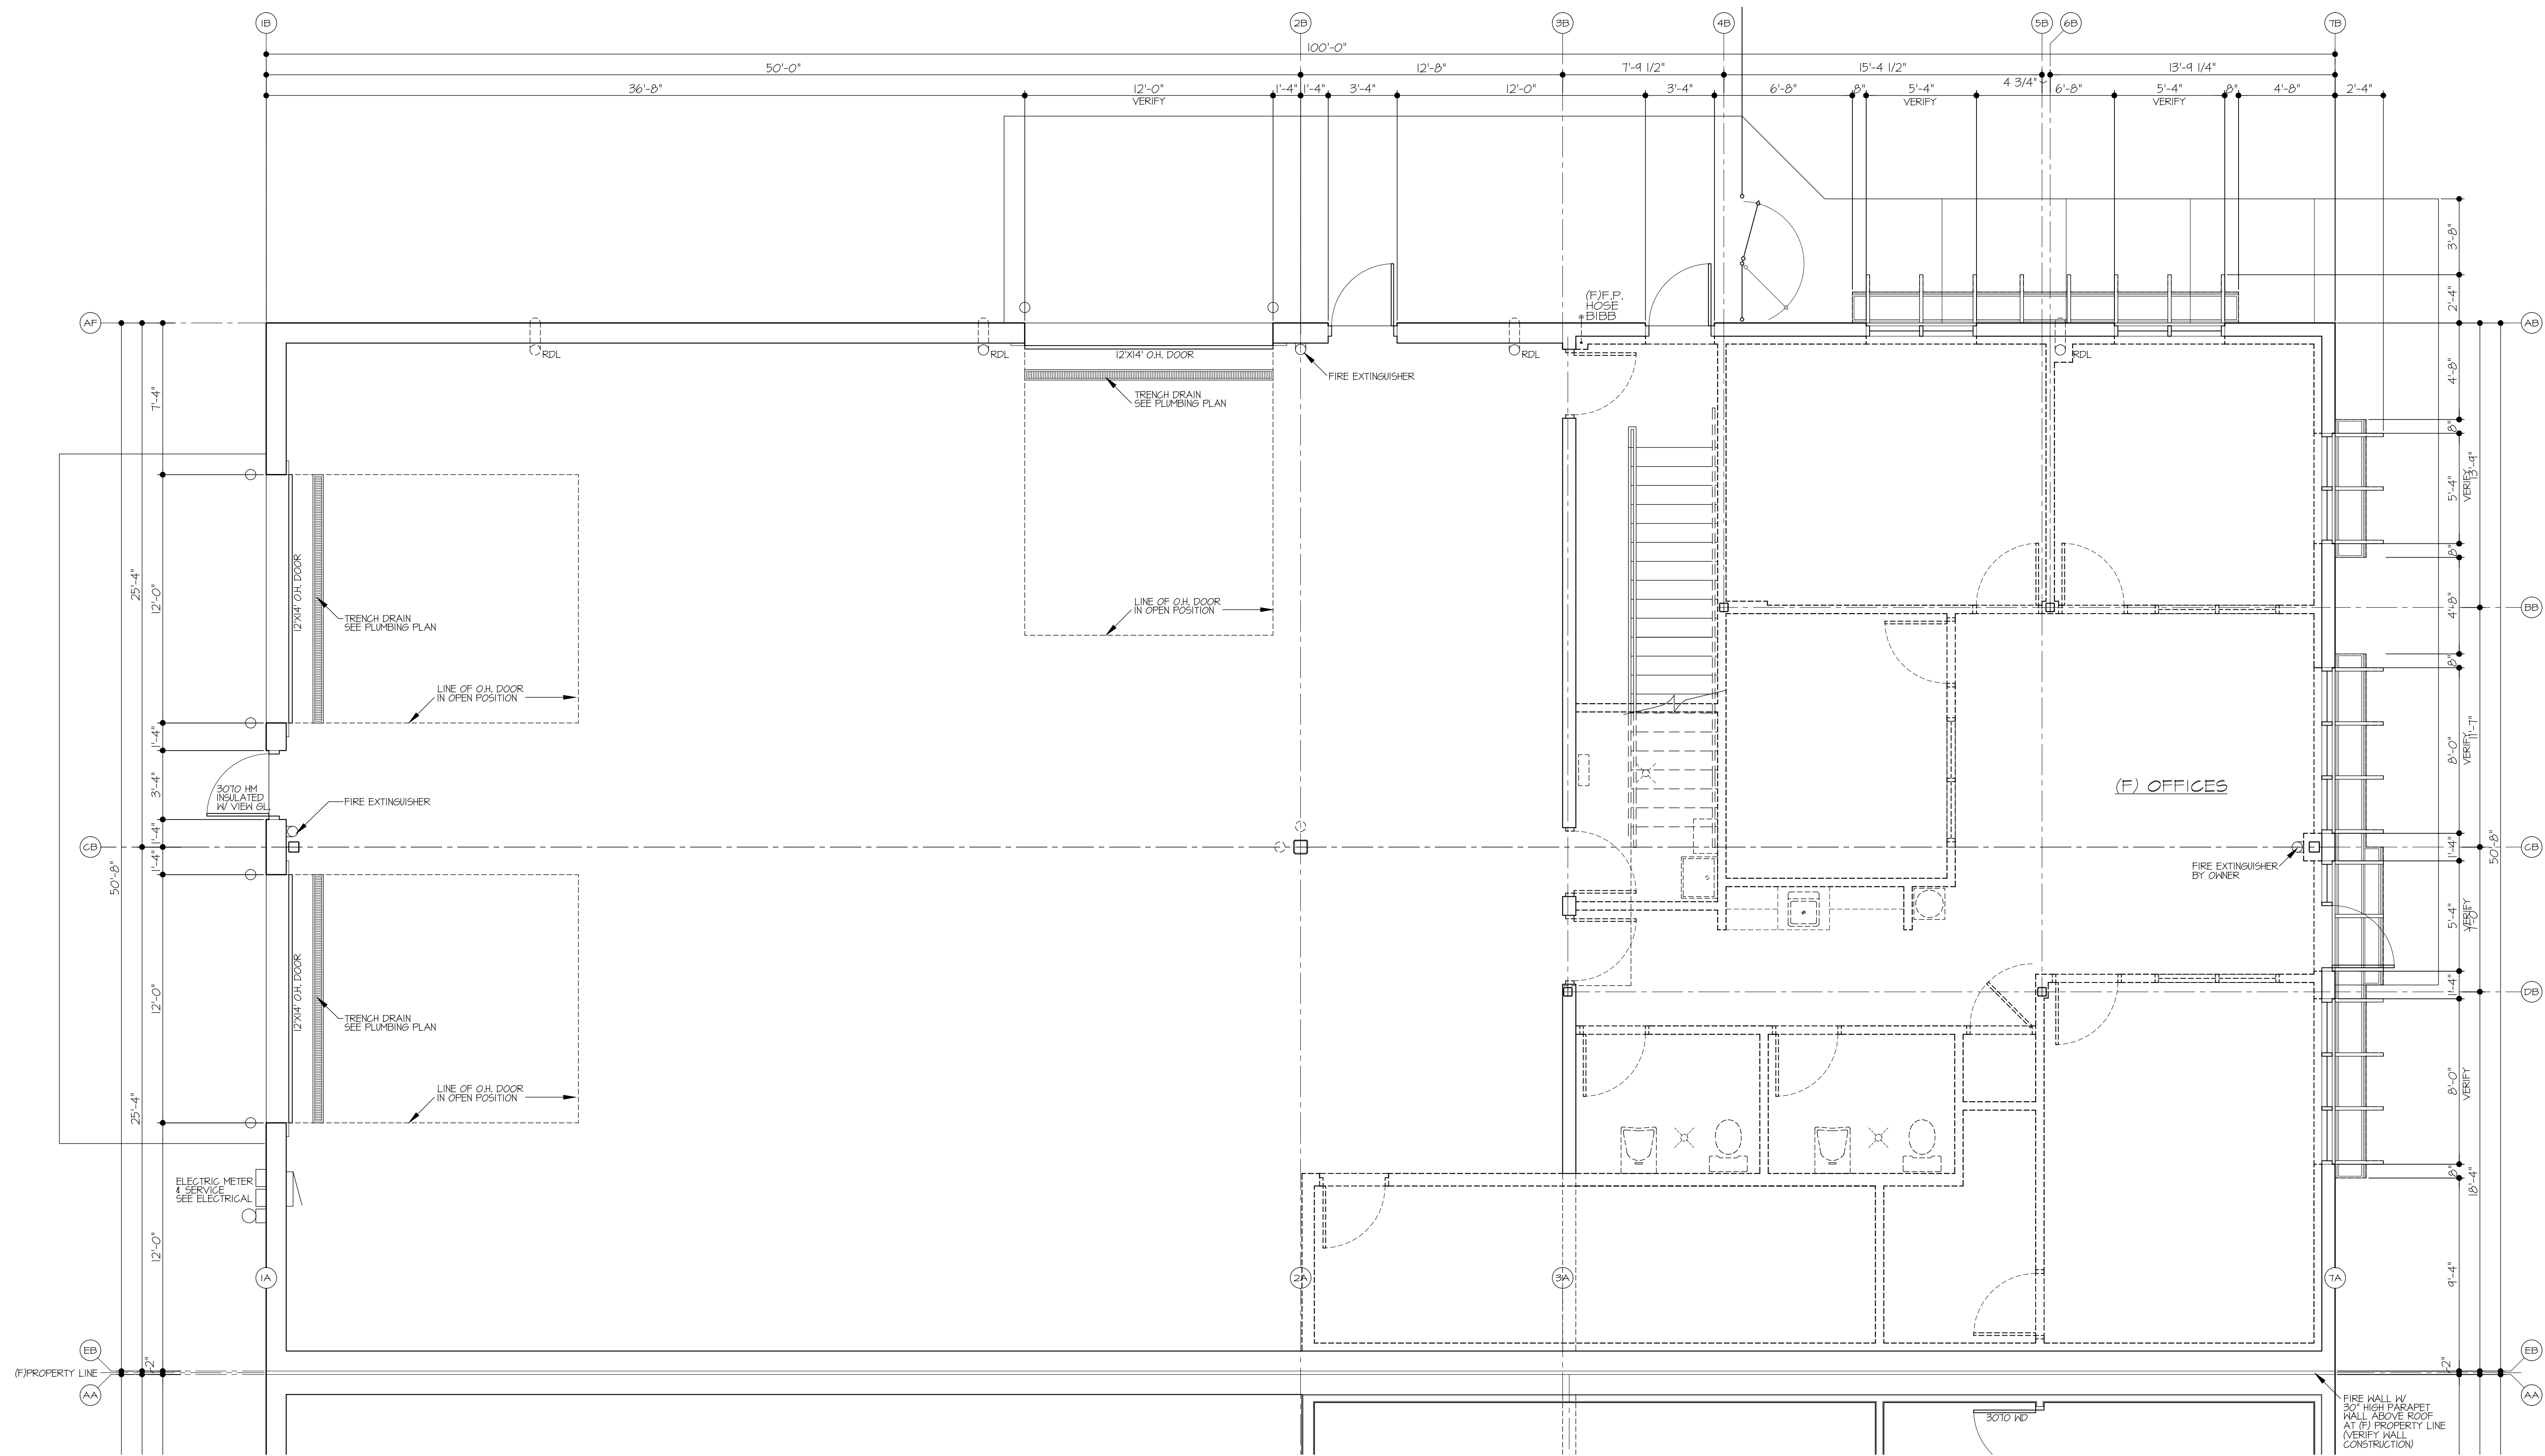 1B
2B
3B
4B
5B
6B
7B
100'-0"
50'-0"
12'-8"
7'-9 1/2"
15'-4 1/2"
4 3/4"
13'-9 1/4"
36'-8"
12'-0"
VERIFY
1'-4"
1'-4"
3'-4"
12'-0"
3'-4"
6'-8"
8"
5'-4"
VERIFY
6'-8"
5'-4"
VERIFY
8"
4'-8"
2'-4"
AF
AB
(F)F.P.
HOSE
BIBB
RDL
RDL
RDL
RDL
12'X14' O.H. DOOR
FIRE EXTINGUISHER
TRENCH DRAIN
SEE PLUMBING PLAN
LINE OF O.H. DOOR
IN OPEN POSITION
3'-8"
2'-4"
4'-8"
8"
5'-4"
VERIFY
13'-9"
8"
4'-8"
BB
8"
8'-0"
VERIFY
11'-7"
1'-4"
50'-8"
CB
5'-4"
VERIFY
7'-0"
1'-4"
DB
8'-0"
VERIFY
8"
18'-4"
9'-4"
2"
EB
AA
7'-4"
25'-4"
12'-0"
12'X14' O.H. DOOR
TRENCH DRAIN
SEE PLUMBING PLAN
LINE OF O.H. DOOR
IN OPEN POSITION
1'-4"
3'-4"
3070 HM
INSULATED
W/ VIEW GL.
FIRE EXTINGUISHER
1'-4"
CB
1'-4"
50'-8"
12'-0"
12'X14' O.H. DOOR
TRENCH DRAIN
SEE PLUMBING PLAN
LINE OF O.H. DOOR
IN OPEN POSITION
25'-4"
ELECTRIC METER
& SERVICE
SEE ELECTRICAL
12'-0"
(F) OFFICES
FIRE EXTINGUISHER
BY OWNER
1A
2A
3A
7A
EB
2"
(F)PROPERTY LINE
AA
3070 WD
FIRE WALL W/
30" HIGH PARAPET
WALL ABOVE ROOF
AT (F) PROPERTY LINE
(VERIFY WALL
CONSTRUCTION)